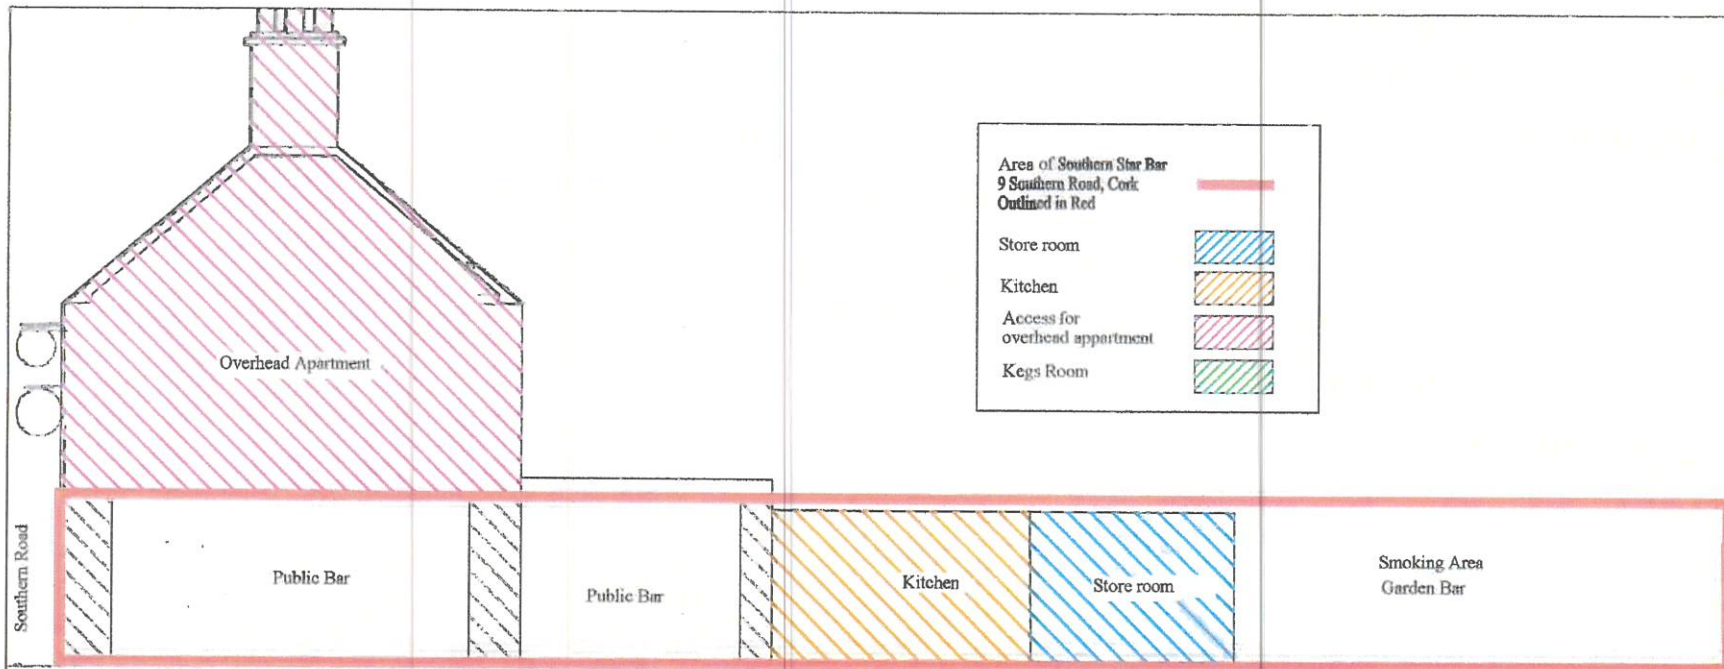 Area of Southern Star Bar
9 Southern Road, Cork
Outlined in Red
Store room
Kitchen
Access for
overhead appartment
Kegs Room
Overhead Apartment
Southern Road
Public Bar
Public Bar
Kitchen
Store room
Smoking Area
Garden Bar